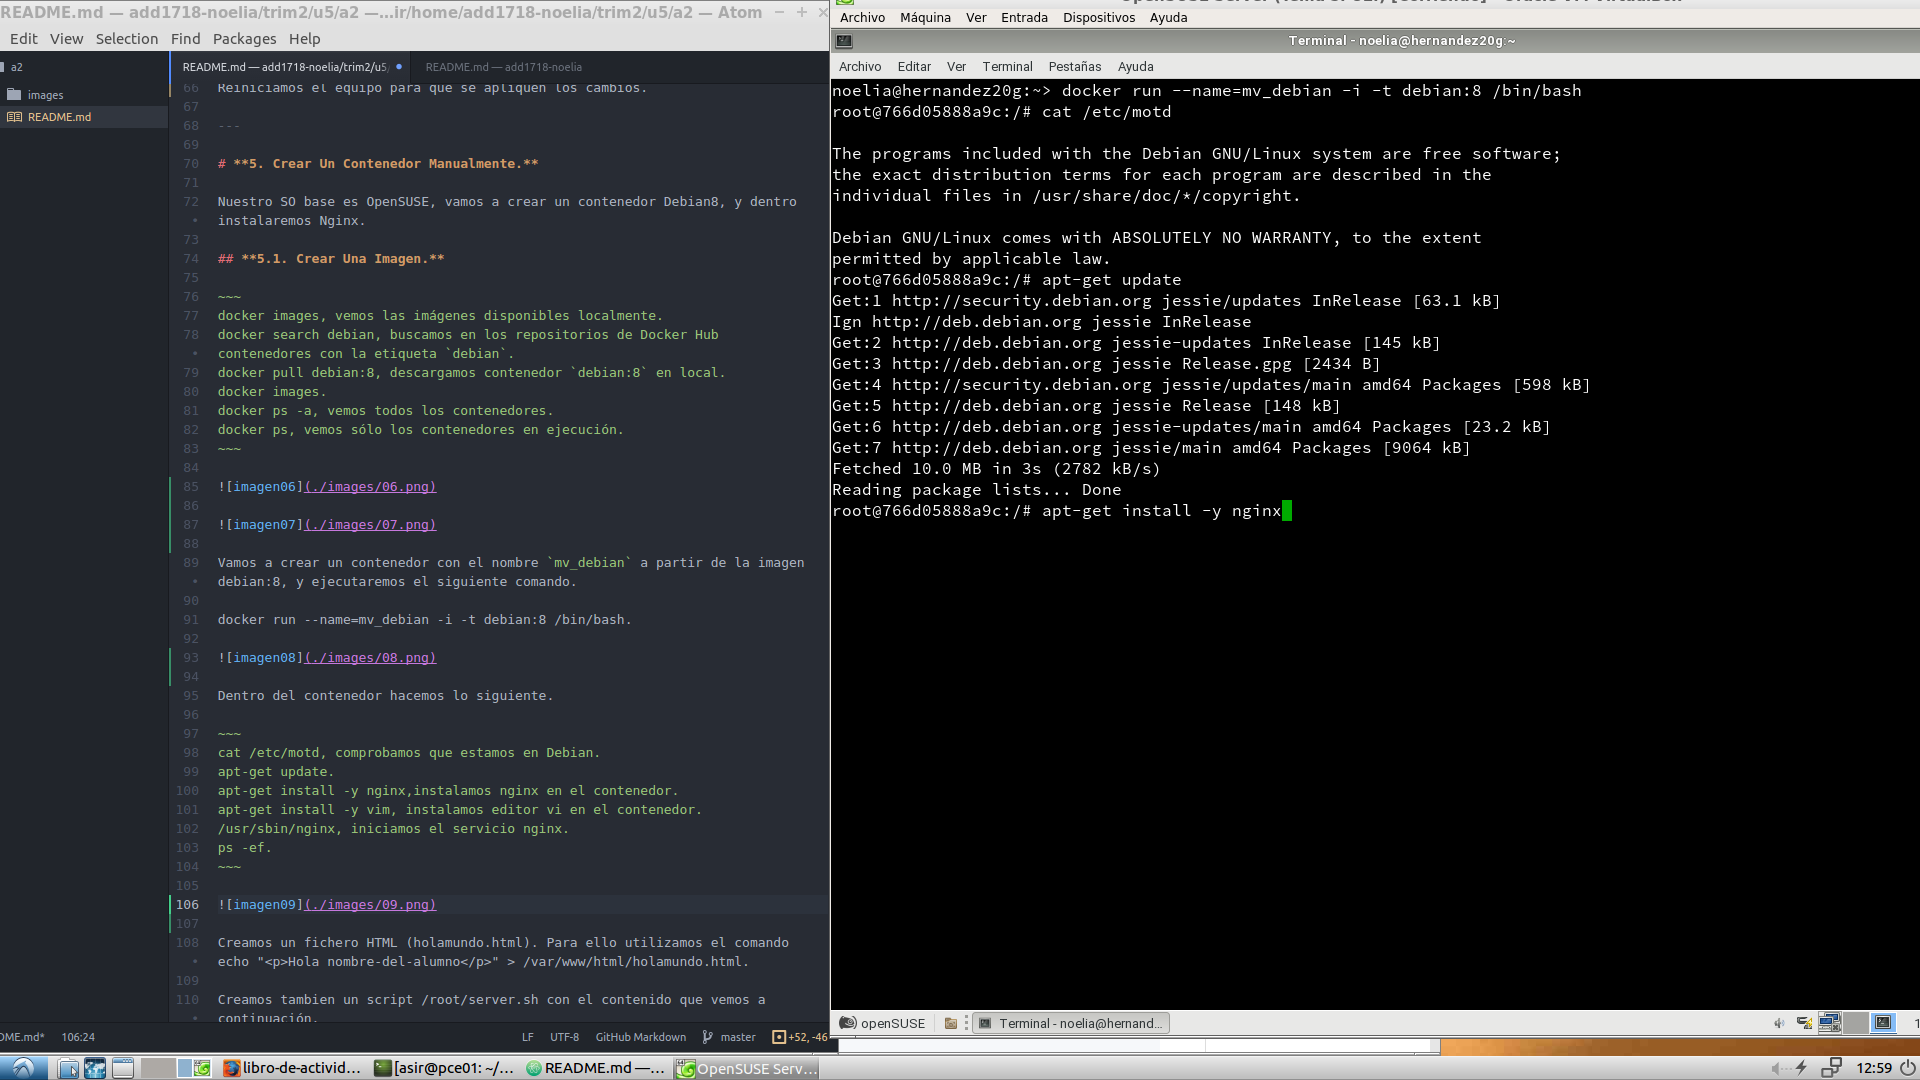 README.md — add1718-noelia/trim2/u5/a2 —...ir/home/add1718-noelia/trim2/u5/a2 — Atom
Edit View Selection Find Packages Help
a2
images
README.md
README.md — add1718-noelia/trim2/u5/
README.md — add1718-noelia
66 Reiniciamos el equipo para que se apliquen los cambios.
67
68 ---
69
70 # **5. Crear Un Contenedor Manualmente.**
71
72 Nuestro SO base es OpenSUSE, vamos a crear un contenedor Debian8, y dentro
• instalaremos Nginx.
73
74 ## **5.1. Crear Una Imagen.**
75
76 ~~~
77 docker images, vemos las imágenes disponibles localmente.
78 docker search debian, buscamos en los repositorios de Docker Hub
• contenedores con la etiqueta `debian`.
79 docker pull debian:8, descargamos contenedor `debian:8` en local.
80 docker images.
81 docker ps -a, vemos todos los contenedores.
82 docker ps, vemos sólo los contenedores en ejecución.
83 ~~~
84
85 ![imagen06](./images/06.png)
86
87 ![imagen07](./images/07.png)
88
89 Vamos a crear un contenedor con el nombre `mv_debian` a partir de la imagen
• debian:8, y ejecutaremos el siguiente comando.
90
91 docker run --name=mv_debian -i -t debian:8 /bin/bash.
92
93 ![imagen08](./images/08.png)
94
95 Dentro del contenedor hacemos lo siguiente.
96
97 ~~~
98 cat /etc/motd, comprobamos que estamos en Debian.
99 apt-get update.
100 apt-get install -y nginx,instalamos nginx en el contenedor.
101 apt-get install -y vim, instalamos editor vi en el contenedor.
102 /usr/sbin/nginx, iniciamos el servicio nginx.
103 ps -ef.
104 ~~~
105
106 ![imagen09](./images/09.png)
107
108 Creamos un fichero HTML (holamundo.html). Para ello utilizamos el comando
• echo "<p>Hola nombre-del-alumno</p>" > /var/www/html/holamundo.html.
109
110 Creamos tambien un script /root/server.sh con el contenido que vemos a
• continuación.
DME.md* 106:24 LF UTF-8 GitHub Markdown master +52, -46
Archivo Máquina Ver Entrada Dispositivos Ayuda
Terminal - noelia@hernandez20g:~
Archivo Editar Ver Terminal Pestañas Ayuda
noelia@hernandez20g:~> docker run --name=mv_debian -i -t debian:8 /bin/bash
root@766d05888a9c:/# cat /etc/motd
The programs included with the Debian GNU/Linux system are free software;
the exact distribution terms for each program are described in the
individual files in /usr/share/doc/*/copyright.
Debian GNU/Linux comes with ABSOLUTELY NO WARRANTY, to the extent
permitted by applicable law.
root@766d05888a9c:/# apt-get update
Get:1 http://security.debian.org jessie/updates InRelease [63.1 kB]
Ign http://deb.debian.org jessie InRelease
Get:2 http://deb.debian.org jessie-updates InRelease [145 kB]
Get:3 http://deb.debian.org jessie Release.gpg [2434 B]
Get:4 http://security.debian.org jessie/updates/main amd64 Packages [598 kB]
Get:5 http://deb.debian.org jessie Release [148 kB]
Get:6 http://deb.debian.org jessie-updates/main amd64 Packages [23.2 kB]
Get:7 http://deb.debian.org jessie/main amd64 Packages [9064 kB]
Fetched 10.0 MB in 3s (2782 kB/s)
Reading package lists... Done
root@766d05888a9c:/# apt-get install -y nginx
openSUSE
Terminal - noelia@hernand...
libro-de-activid...
[asir@pce01: ~/...
README.md —...
OpenSUSE Serv...
12:59